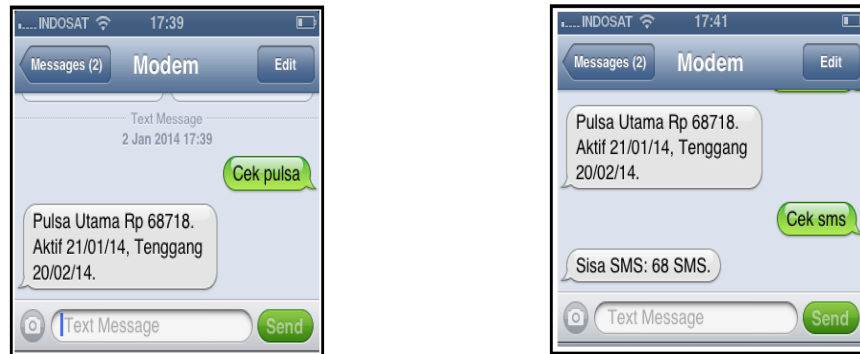 INDOSAT 17:39
Messages (2) Modem Edit
Text Message
2 Jan 2014 17:39
Cek pulsa
Pulsa Utama Rp 68718.
Aktif 21/01/14, Tenggang
20/02/14.
Text Message Send
INDOSAT 17:41
Messages (2) Modem Edit
Pulsa Utama Rp 68718.
Aktif 21/01/14, Tenggang
20/02/14.
Cek sms
Sisa SMS: 68 SMS.
Text Message Send